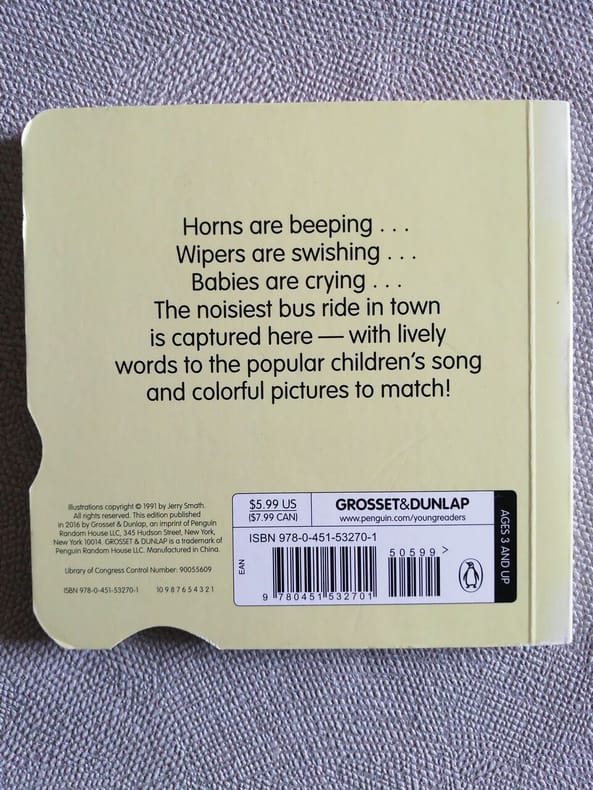 Horns are beeping . . .
Wipers are swishing . . .
Babies are crying . . .
The noisiest bus ride in town
is captured here — with lively
words to the popular children's song
and colorful pictures to match!
Illustrations copyright © 1991 by Jerry Smath.
All rights reserved. This edition published
in 2016 by Grosset & Dunlap, an imprint of Penguin
Random House LLC, 345 Hudson Street, New York,
New York 10014. GROSSET & DUNLAP is a trademark of
Penguin Random House LLC. Manufactured in China.
Library of Congress Control Number: 90055609
ISBN 978-0-451-53270-1 10 9 8 7 6 5 4 3 2 1
$5.99 US
($7.99 CAN)
GROSSET&DUNLAP
www.penguin.com/youngreaders
ISBN 978-0-451-53270-1
50599>
EAN
9 780451 532701
AGES 3 AND UP